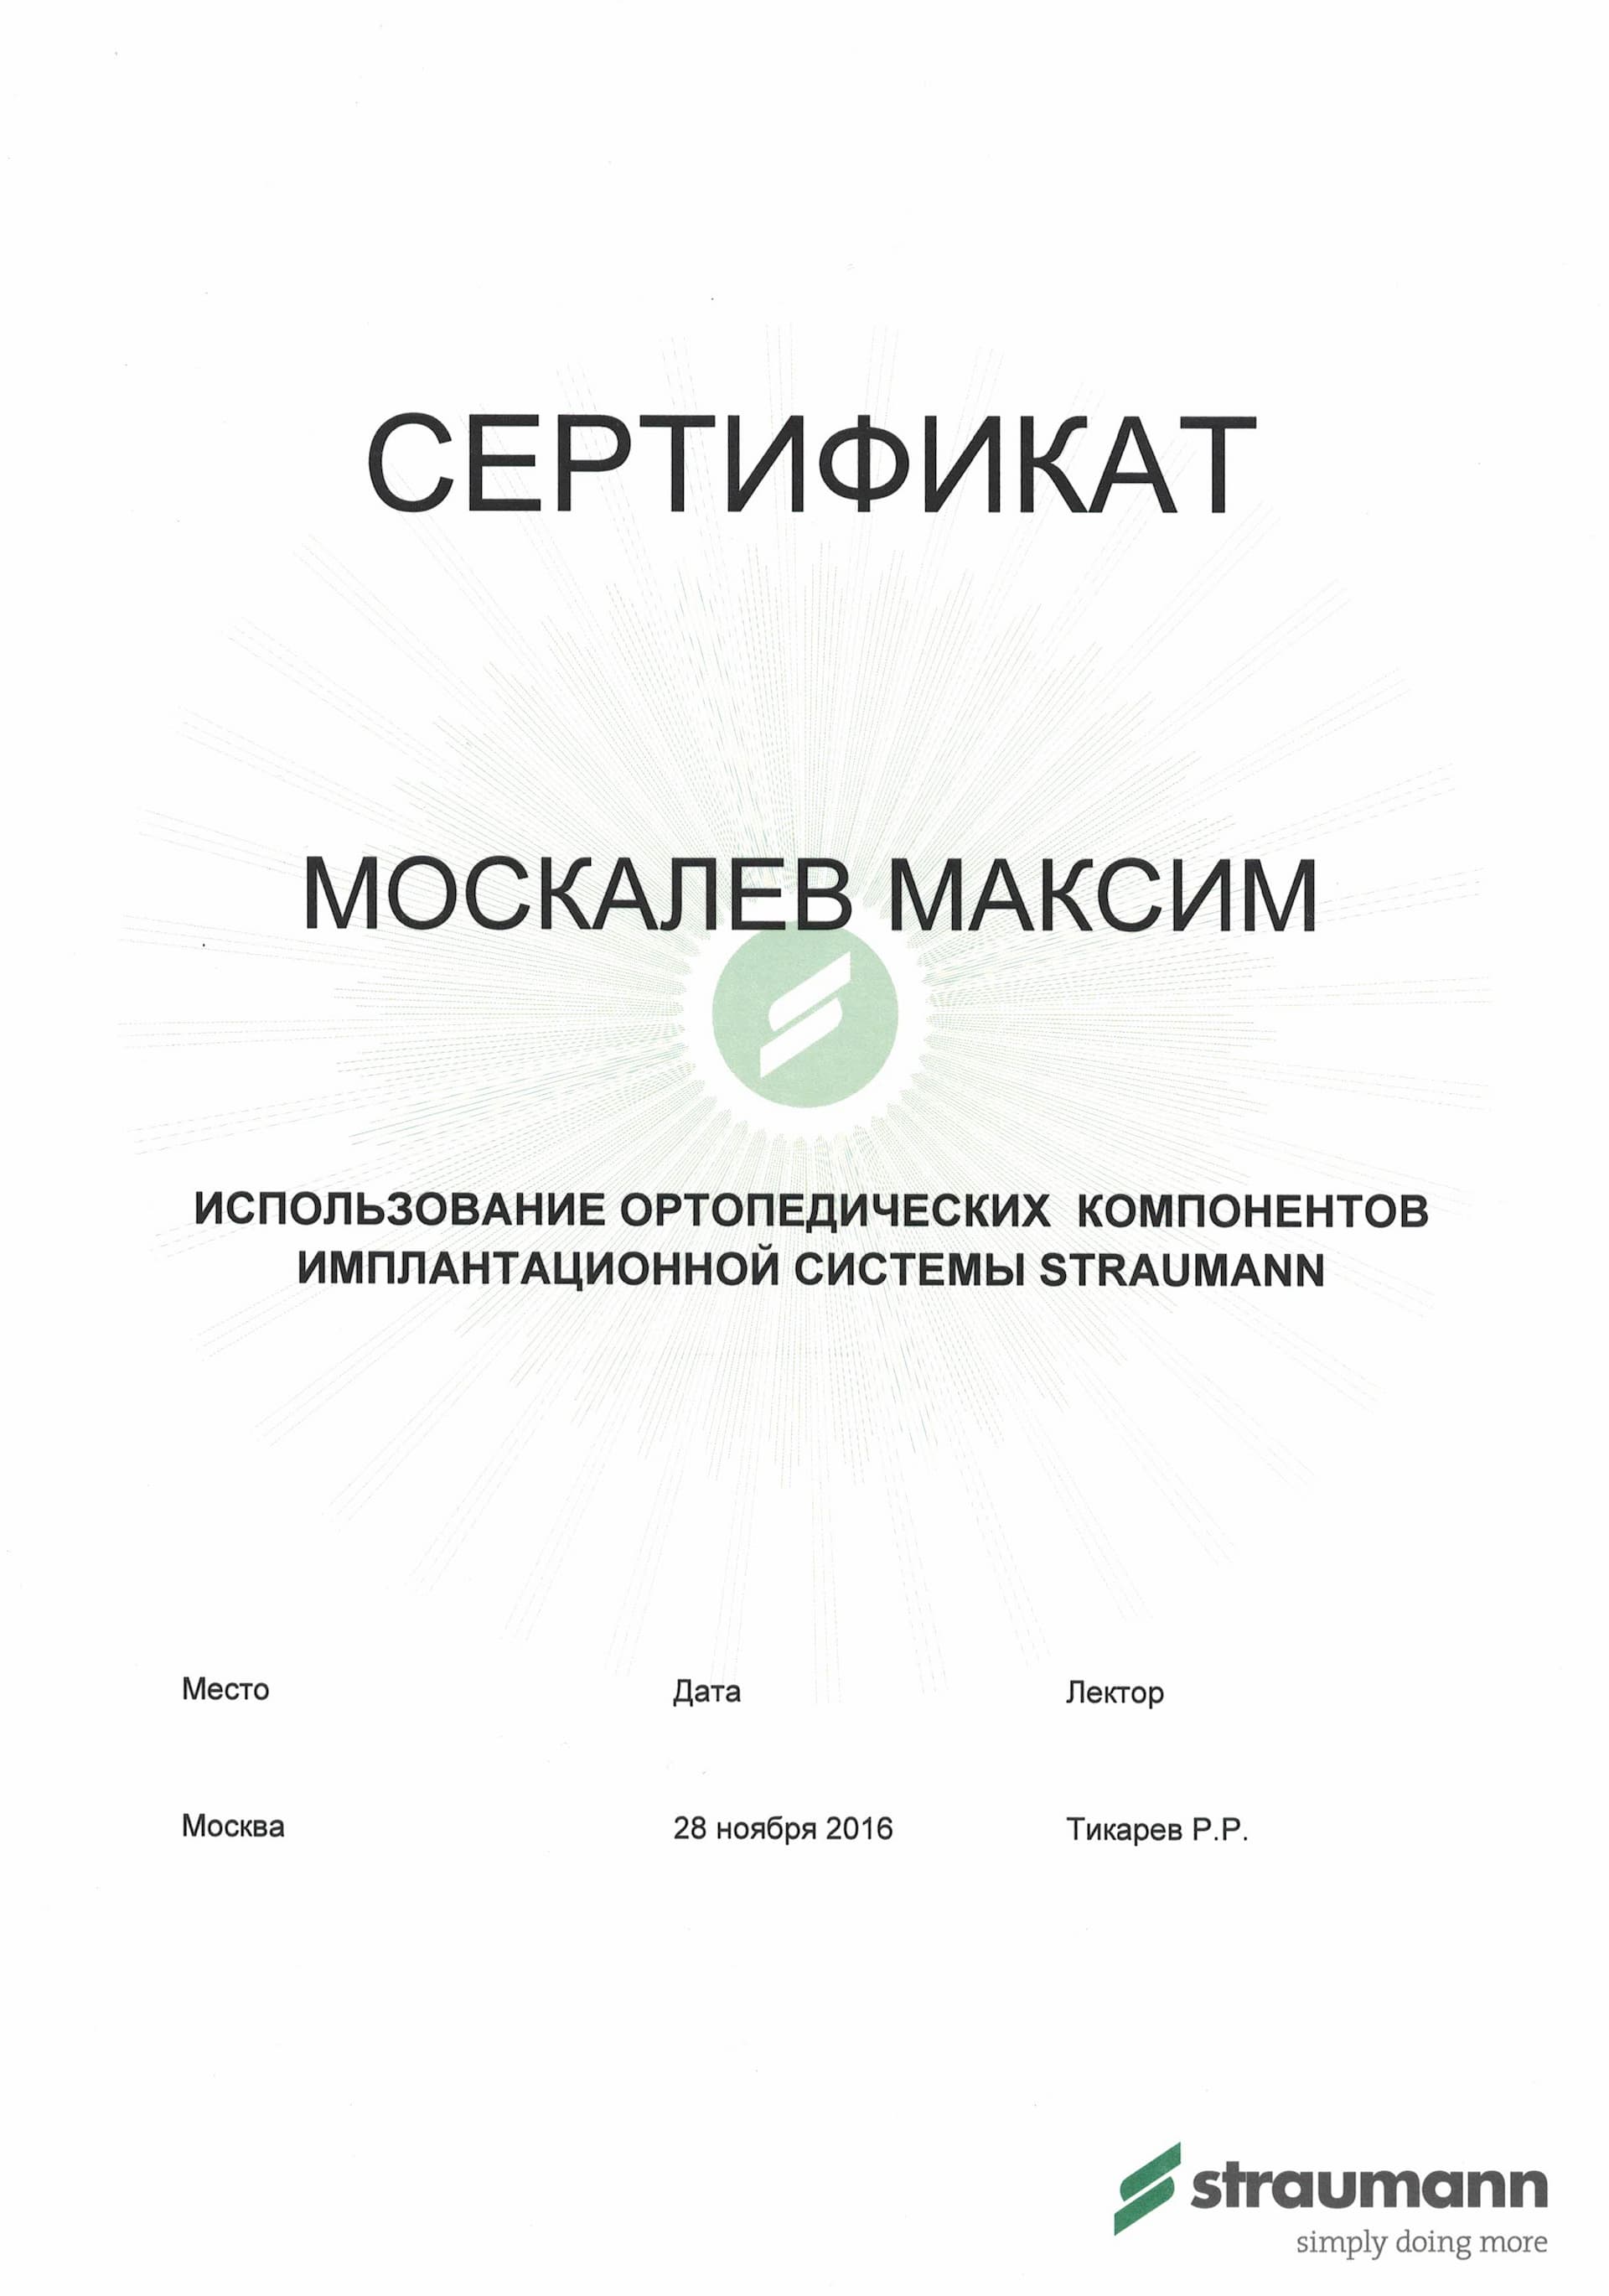 СЕРТИФИКАТ
МОСКАЛЕВ МАКСИМ
ИСПОЛЬЗОВАНИЕ ОРТОПЕДИЧЕСКИХ КОМПОНЕНТОВ
ИМПЛАНТАЦИОННОЙ СИСТЕМЫ STRAUMANN
Место Дата Лектор
Москва 28 ноября 2016 Тикарев Р.Р.
straumann
simply doing more